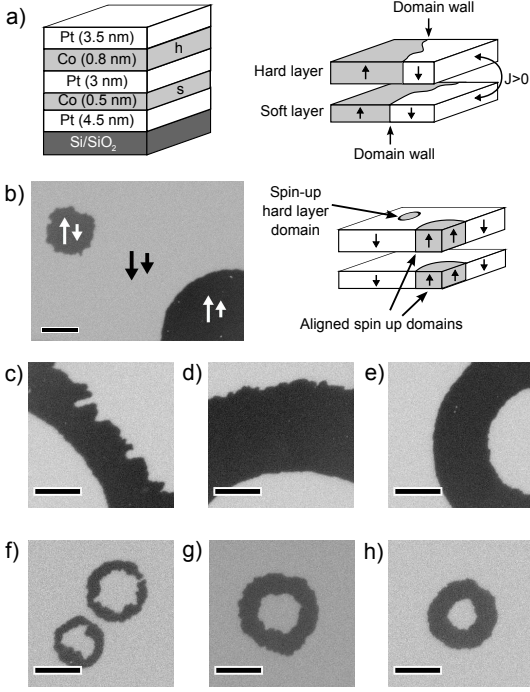 a)
Pt (3.5 nm)
Co (0.8 nm)
h
Pt (3 nm)
Co (0.5 nm)
s
Pt (4.5 nm)
Si/SiO₂
Domain wall
Hard layer
J>0
Soft layer
Domain wall
b)
Spin-up
hard layer
domain
Aligned spin up domains
c)
d)
e)
f)
g)
h)